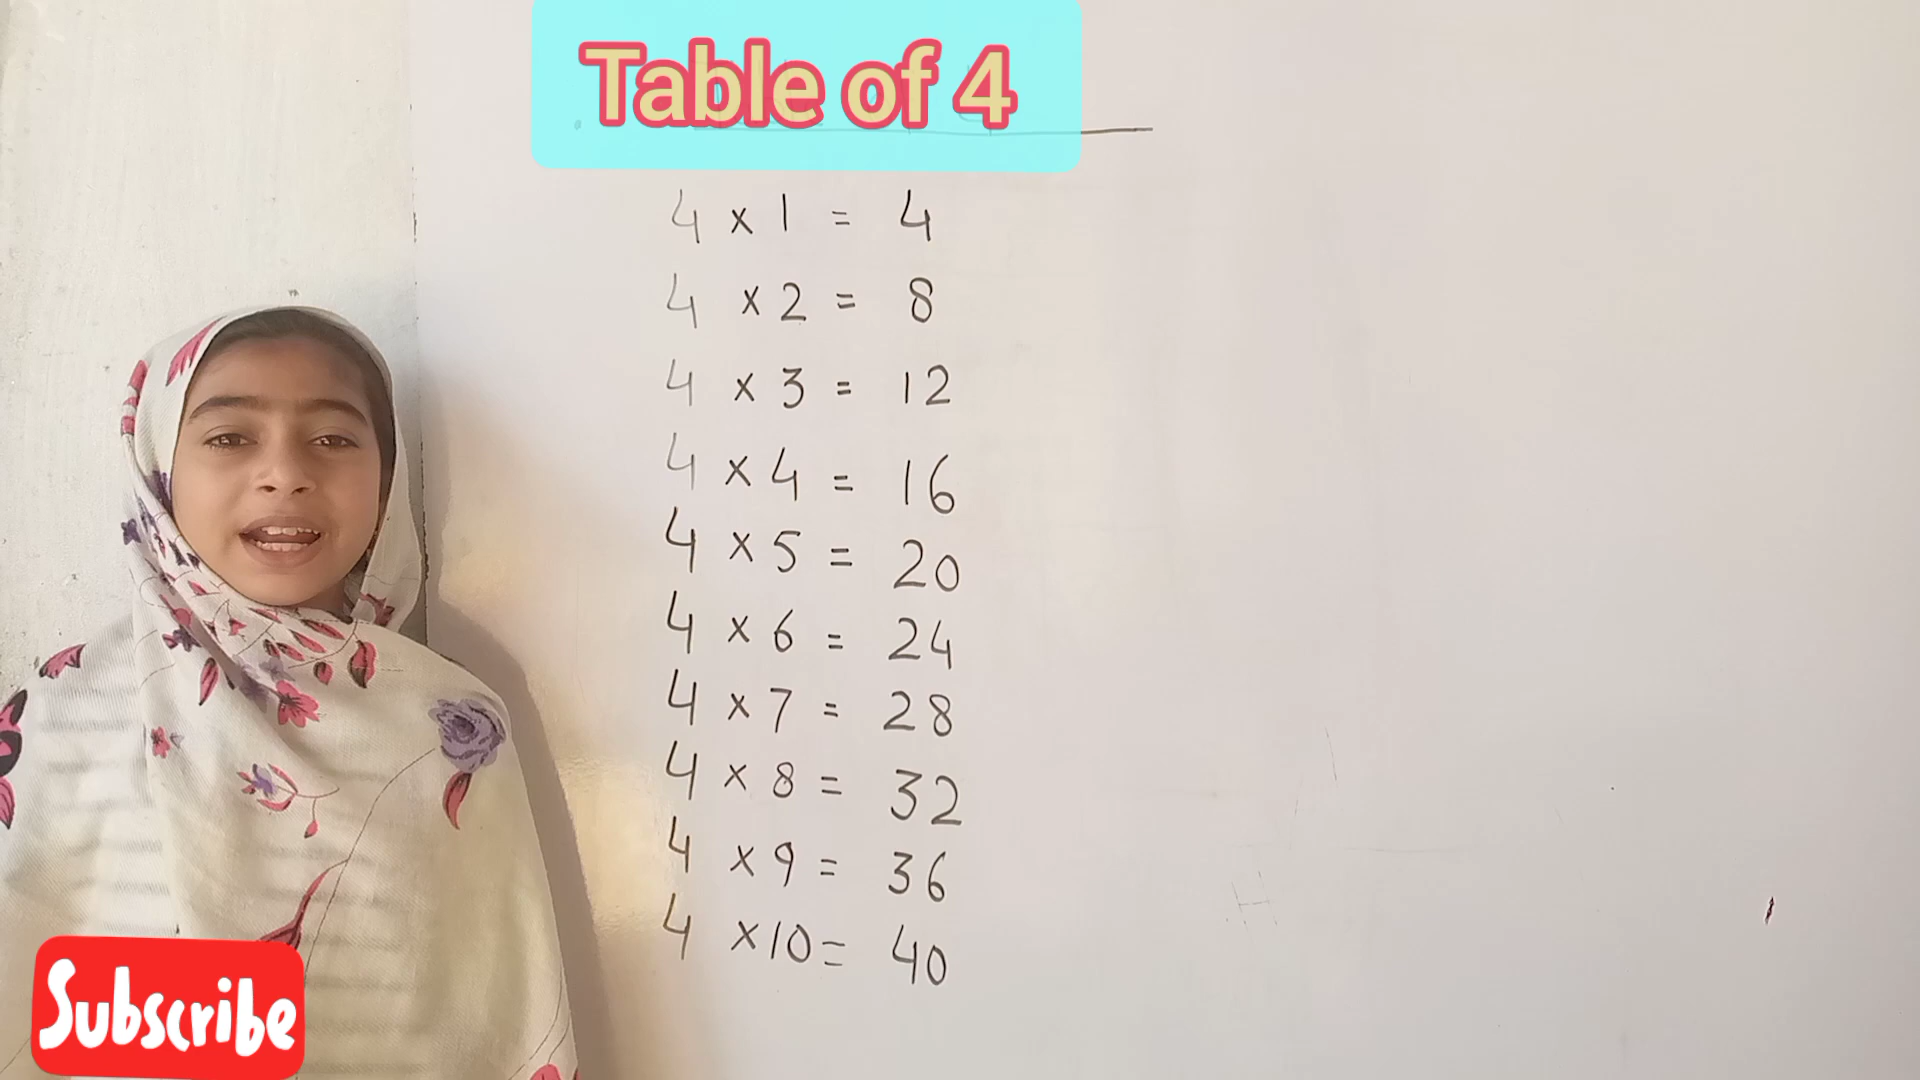 Table of 4
4 × 1 = 4
4 × 2 = 8
4 × 3 = 12
4 × 4 = 16
4 × 5 = 20
4 × 6 = 24
4 × 7 = 28
4 × 8 = 32
4 × 9 = 36
4 × 10 = 40
Subscribe